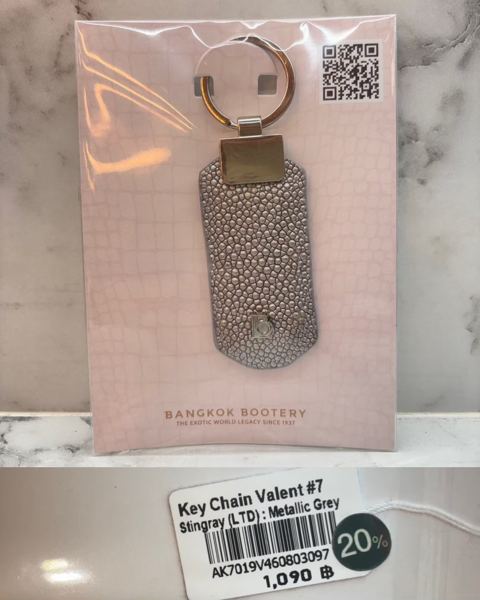 BANGKOK BOOTERY
THE EXOTIC WORLD LEGACY SINCE 1937
Key Chain Valent #7
Stingray (LTD) : Metallic Grey
AK7019V460803097
1,090 ฿
20%